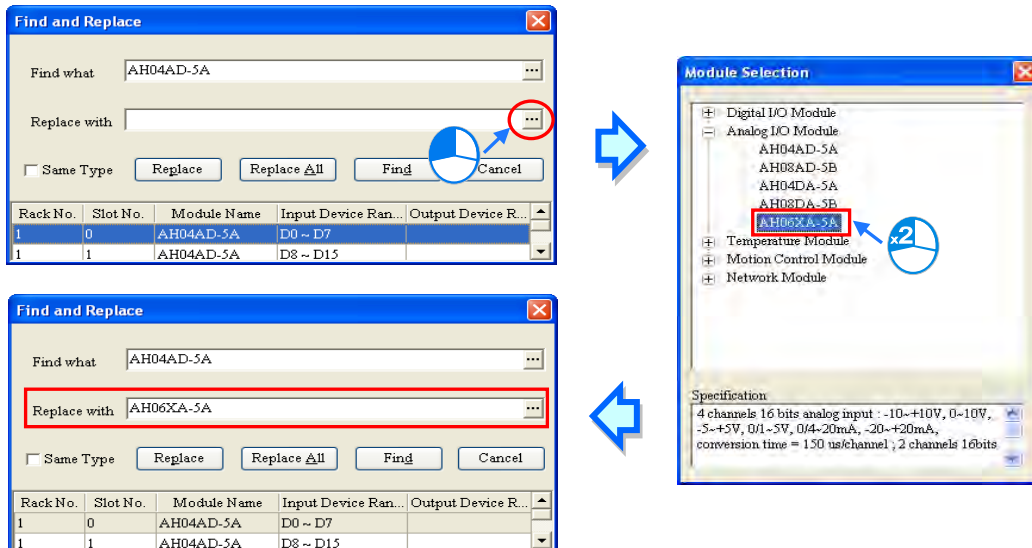 Find and Replace
Find what AH04AD-5A ...
Replace with ...
Same Type Replace Replace All Find Cancel
Rack No. Slot No. Module Name Input Device Ran... Output Device R...
1 0 AH04AD-5A D0 ~ D7
1 1 AH04AD-5A D8 ~ D15
Module Selection
Digital I/O Module
Analog I/O Module
AH04AD-5A
AH08AD-5B
AH04DA-5A
AH08DA-5B
AH06XA-5A
x2
Temperature Module
Motion Control Module
Network Module
Specification
4 channels 16 bits analog input : -10~+10V, 0~10V,
-5~+5V, 0/1~5V, 0/4~20mA, -20~+20mA,
conversion time = 150 us/channel ; 2 channels 16bits
Find and Replace
Find what AH04AD-5A ...
Replace with AH06XA-5A ...
Same Type Replace Replace All Find Cancel
Rack No. Slot No. Module Name Input Device Ran... Output Device R...
1 0 AH04AD-5A D0 ~ D7
1 1 AH04AD-5A D8 ~ D15